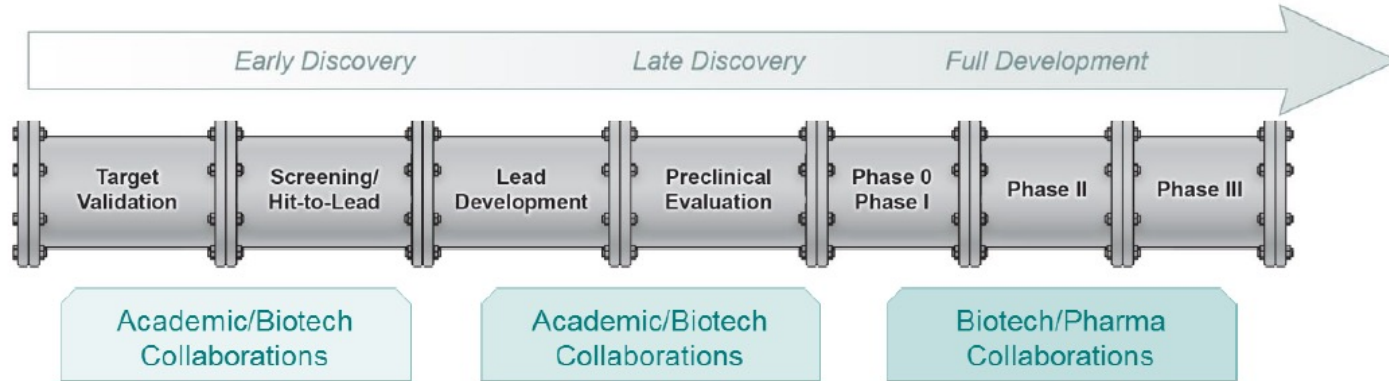 Early Discovery
Late Discovery
Full Development
Target
Validation
Screening/
Hit-to-Lead
Lead
Development
Preclinical
Evaluation
Phase 0
Phase I
Phase II
Phase III
Academic/Biotech
Collaborations
Academic/Biotech
Collaborations
Biotech/Pharma
Collaborations